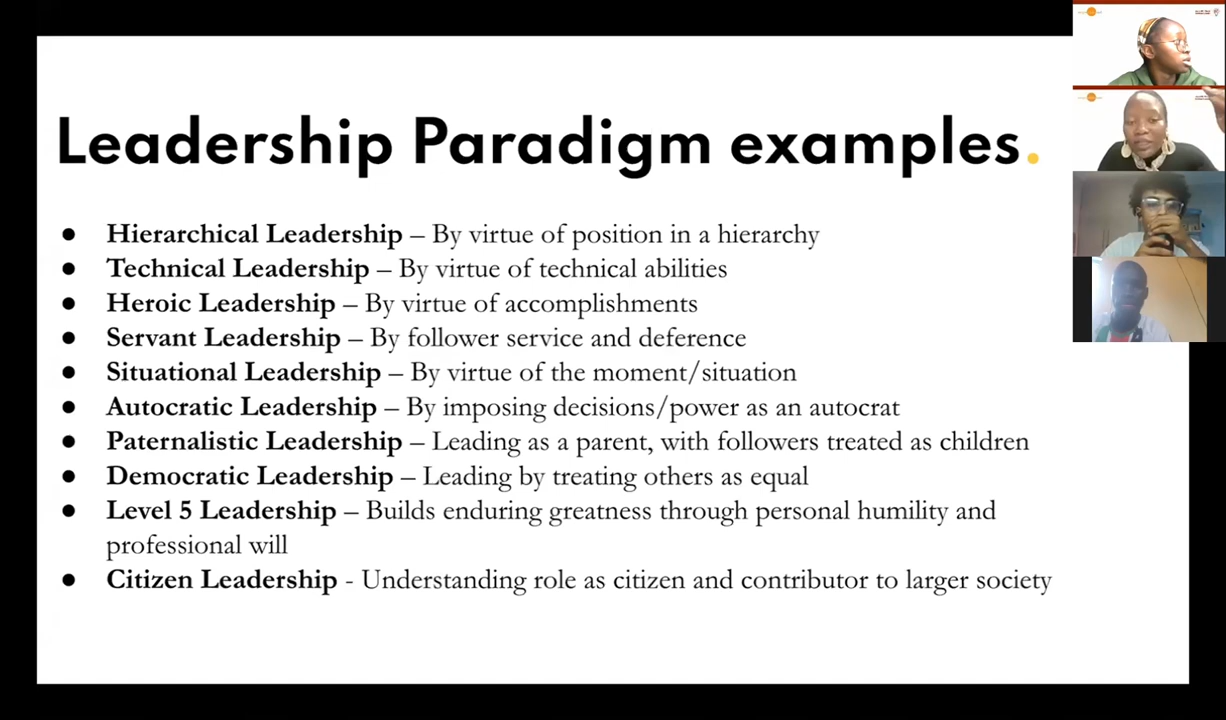 Leadership Paradigm examples.
● Hierarchical Leadership – By virtue of position in a hierarchy
● Technical Leadership – By virtue of technical abilities
● Heroic Leadership – By virtue of accomplishments
● Servant Leadership – By follower service and deference
● Situational Leadership – By virtue of the moment/situation
● Autocratic Leadership – By imposing decisions/power as an autocrat
● Paternalistic Leadership – Leading as a parent, with followers treated as children
● Democratic Leadership – Leading by treating others as equal
● Level 5 Leadership – Builds enduring greatness through personal humility and
professional will
● Citizen Leadership - Understanding role as citizen and contributor to larger society